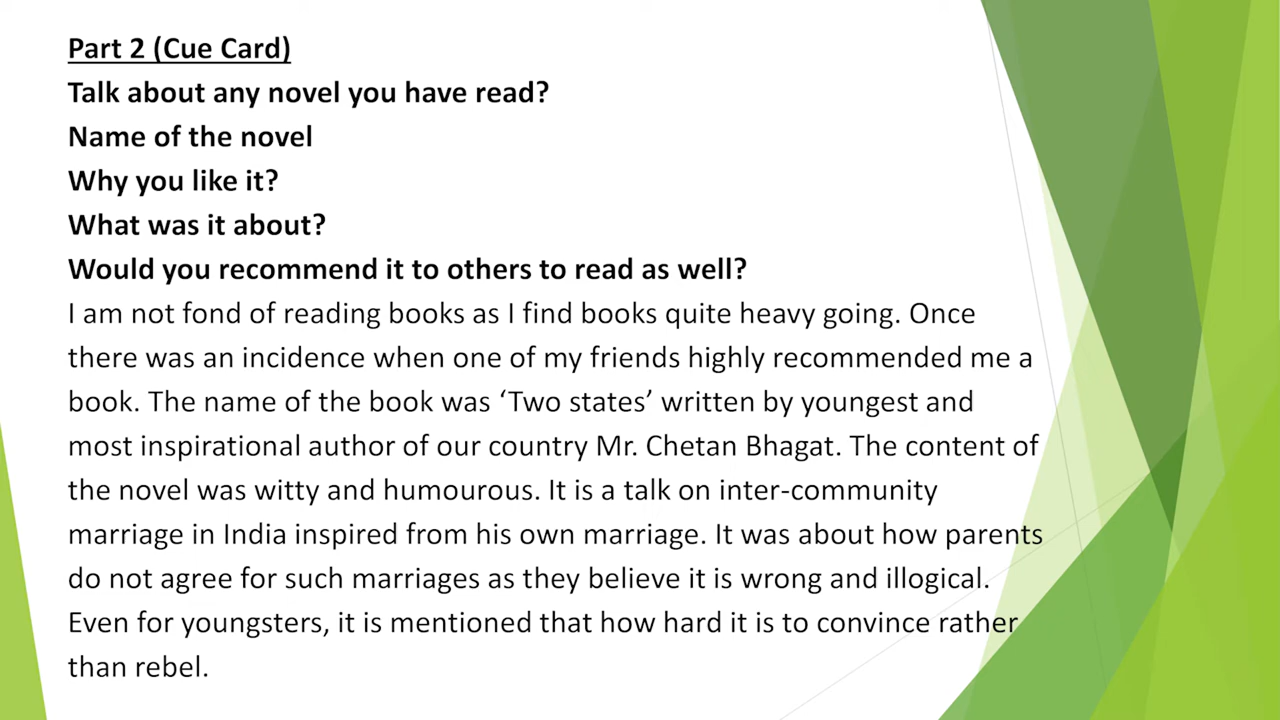 Part 2 (Cue Card)
Talk about any novel you have read?
Name of the novel
Why you like it?
What was it about?
Would you recommend it to others to read as well?
I am not fond of reading books as I find books quite heavy going. Once
there was an incidence when one of my friends highly recommended me a
book. The name of the book was ‘Two states’ written by youngest and
most inspirational author of our country Mr. Chetan Bhagat. The content of
the novel was witty and humourous. It is a talk on inter-community
marriage in India inspired from his own marriage. It was about how parents
do not agree for such marriages as they believe it is wrong and illogical.
Even for youngsters, it is mentioned that how hard it is to convince rather
than rebel.